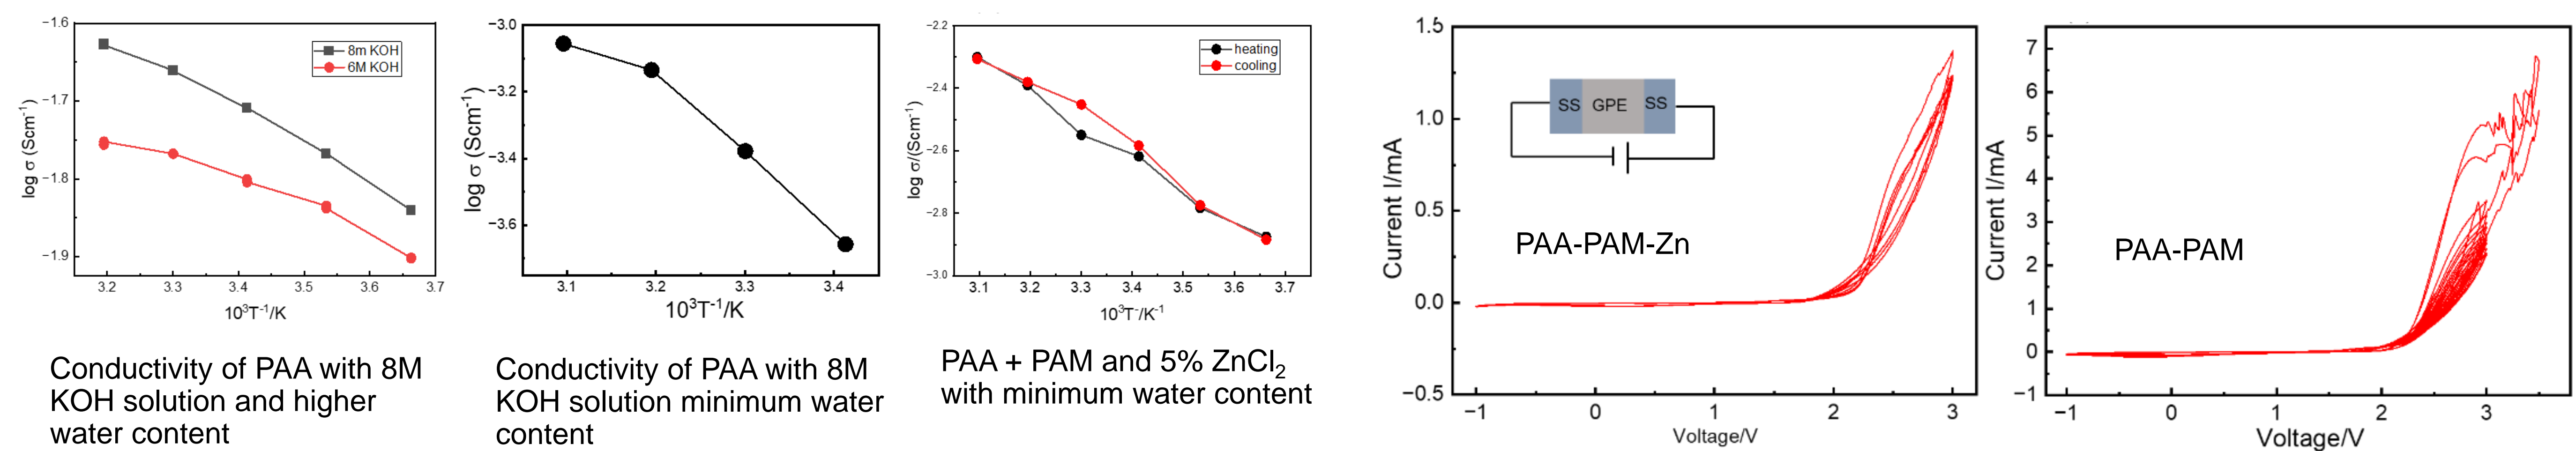 −1.6
−1.7
−1.8
−1.9
log σ (Scm⁻¹)
8m KOH
6M KOH
3.2 3.3 3.4 3.5 3.6 3.7
10³T⁻¹/K
Conductivity of PAA with 8M
KOH solution and higher
water content
−3.0
−3.2
−3.4
−3.6
log σ (Scm⁻¹)
3.1 3.2 3.3 3.4
10³T⁻¹/K
Conductivity of PAA with 8M
KOH solution minimum water
content
−2.2
−2.4
−2.6
−2.8
−3.0
log σ/(Scm⁻¹)
heating
cooling
3.1 3.2 3.3 3.4 3.5 3.6 3.7
10³T⁻/K⁻¹
PAA + PAM and 5% ZnCl₂
with minimum water content
1.5
1.0
0.5
0.0
−0.5
Current I/mA
SS GPE SS
PAA-PAM-Zn
−1 0 1 2 3
Voltage/V
7
6
5
4
3
2
1
0
−1
Current I/mA
PAA-PAM
−1 0 1 2 3
Voltage/V